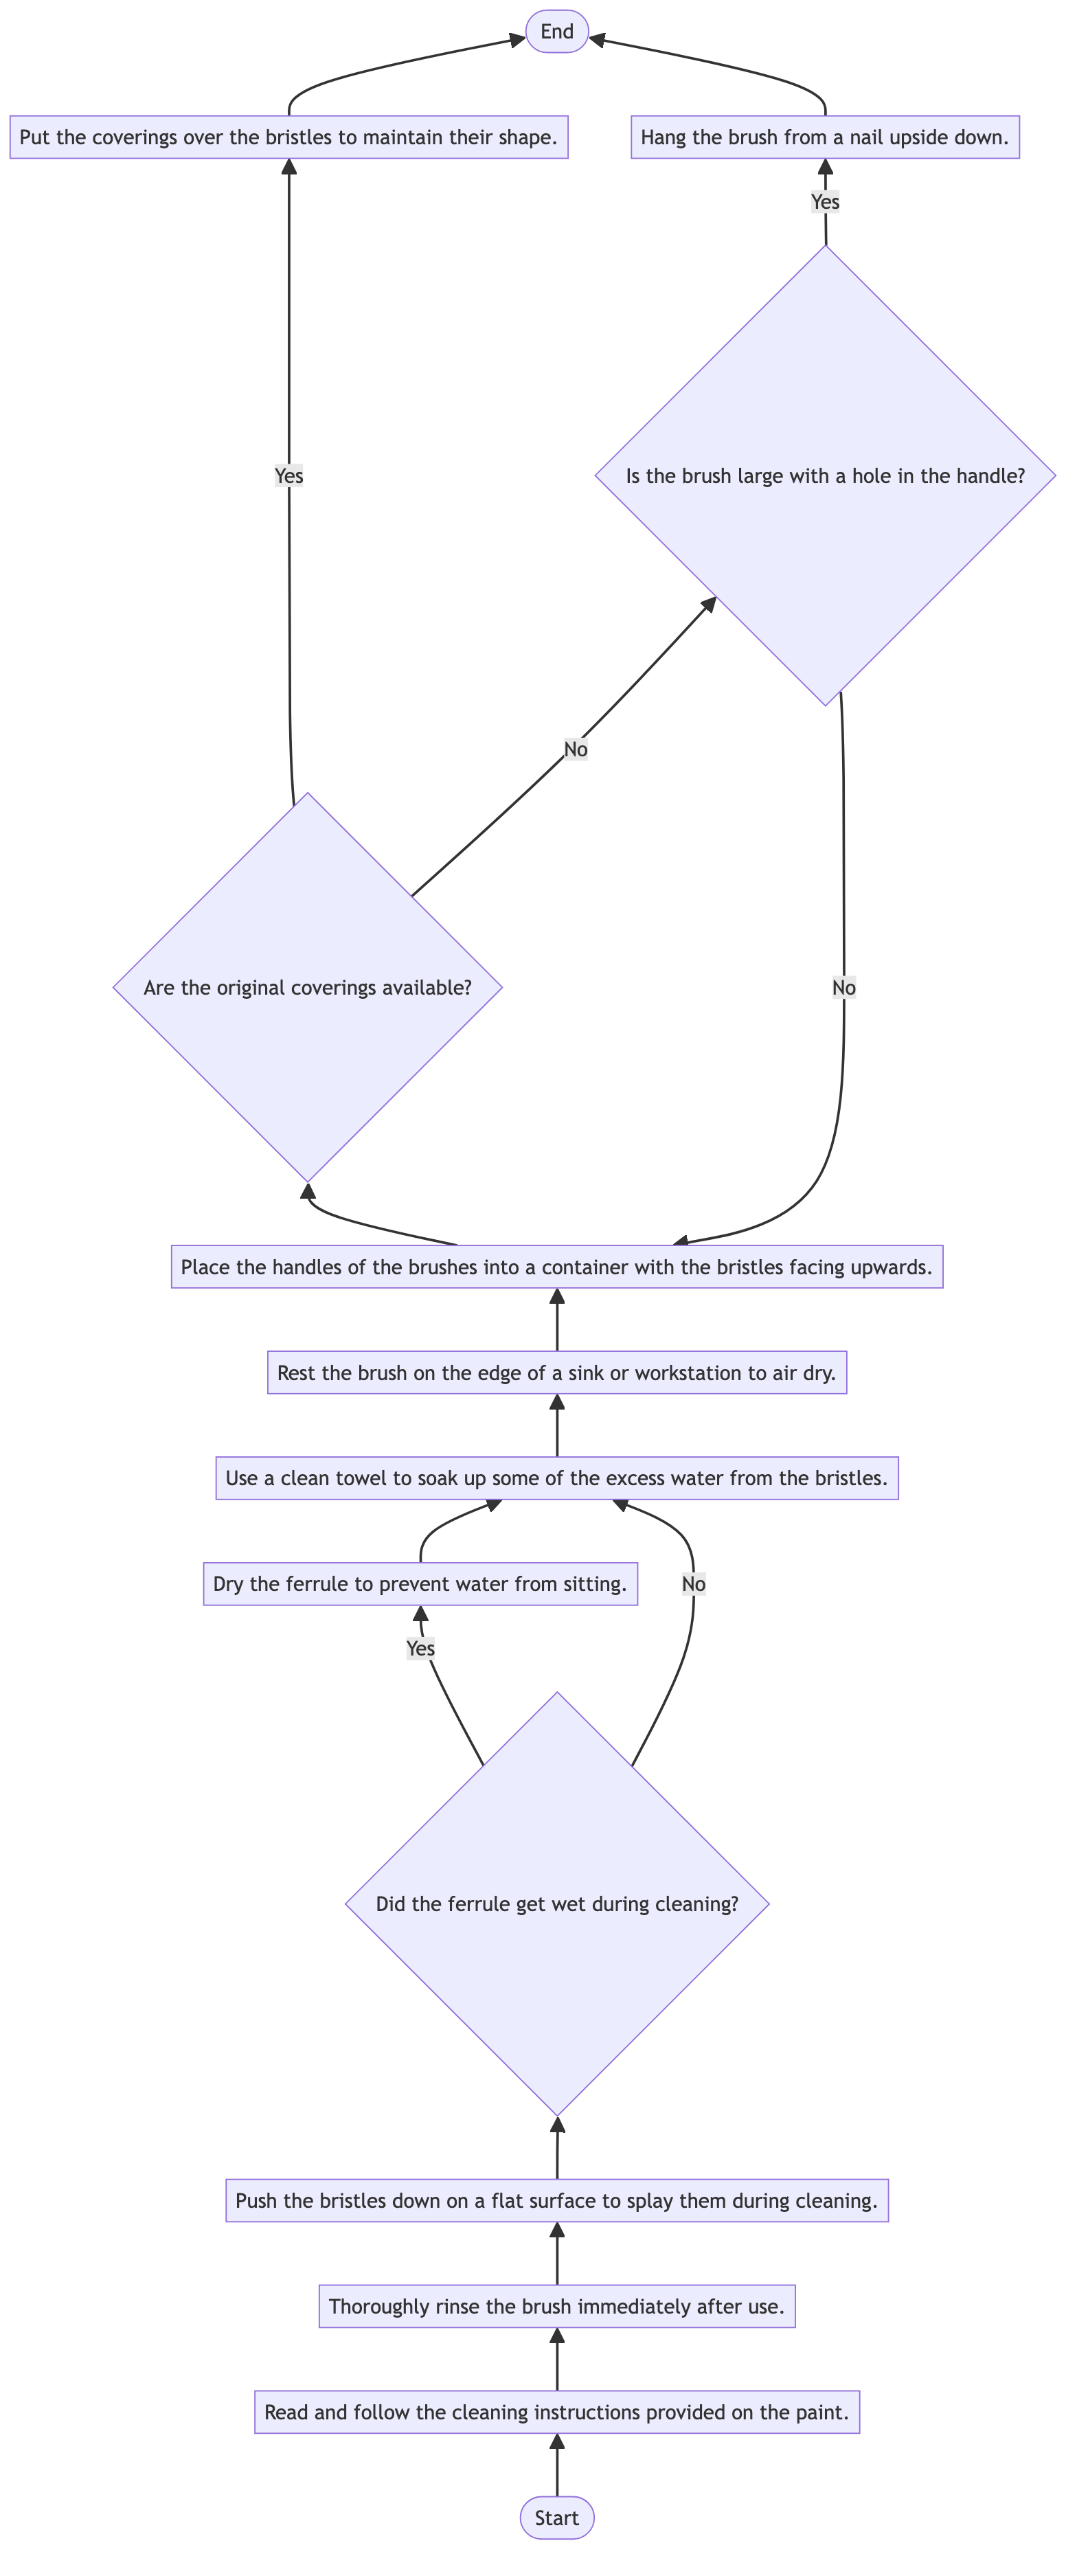 End
Put the coverings over the bristles to maintain their shape.
Hang the brush from a nail upside down.
Yes
Yes
Is the brush large with a hole in the handle?
No
Are the original coverings available?
No
Place the handles of the brushes into a container with the bristles facing upwards.
Rest the brush on the edge of a sink or workstation to air dry.
Use a clean towel to soak up some of the excess water from the bristles.
Dry the ferrule to prevent water from sitting.
No
Yes
Did the ferrule get wet during cleaning?
Push the bristles down on a flat surface to splay them during cleaning.
Thoroughly rinse the brush immediately after use.
Read and follow the cleaning instructions provided on the paint.
Start